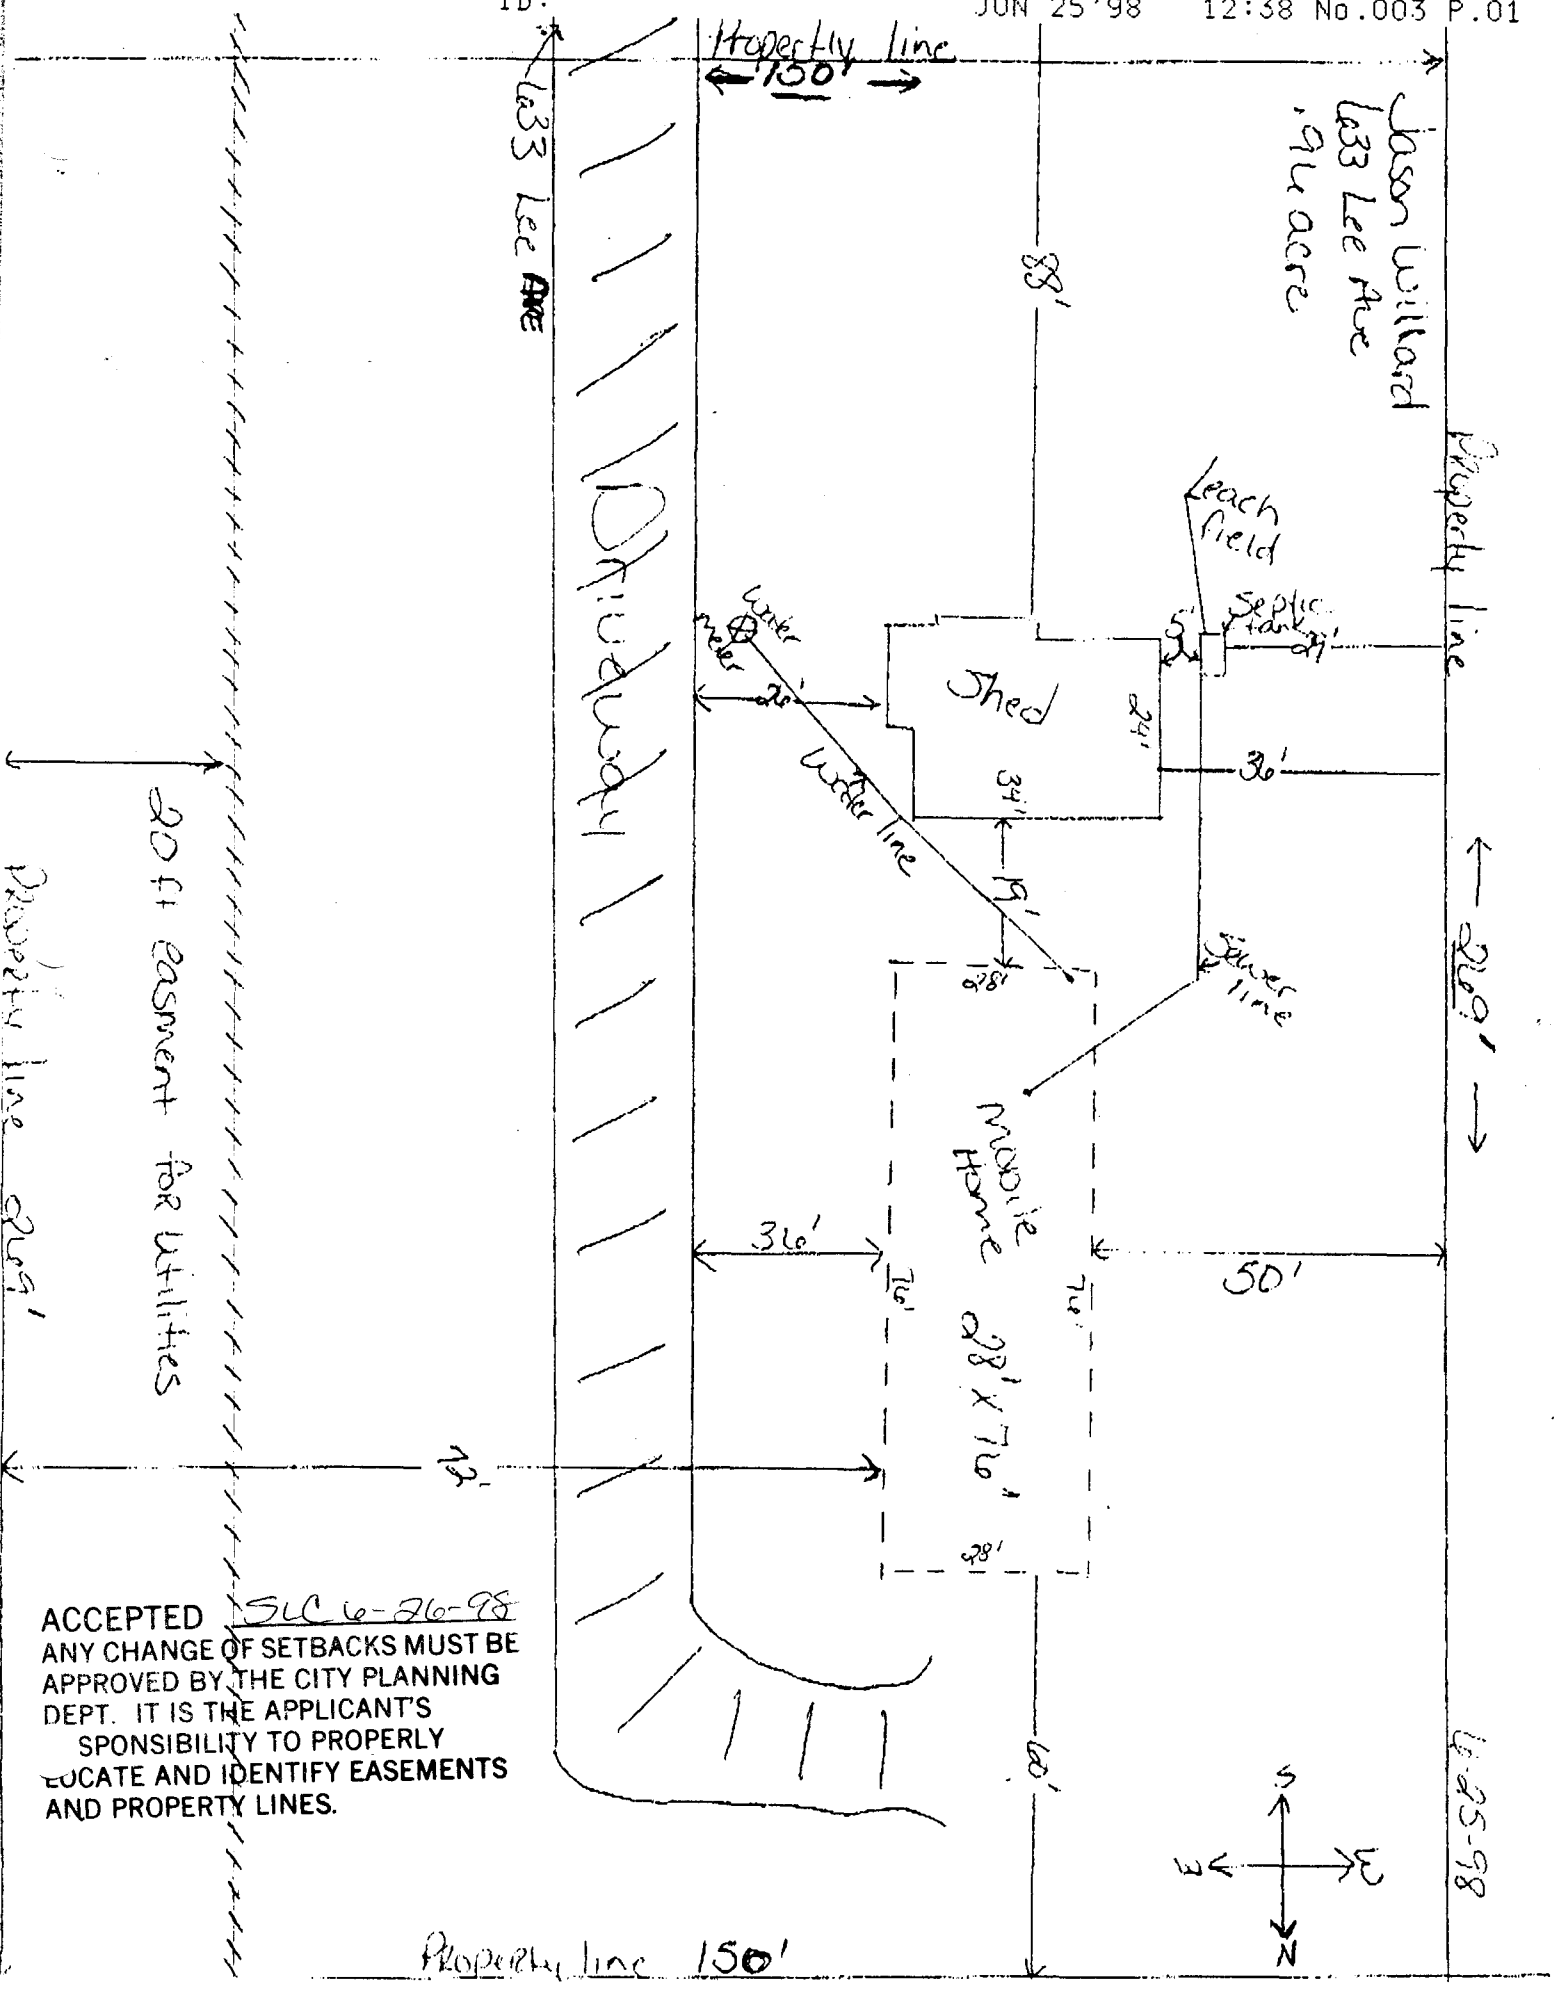 ID:
JUN 25'98 12:38 No.003 P.01
Propertly line
150'
633 Lee Ave
Jason Willard
633 Lee Ave
.94 acre
88'
Property line
Leach
field
Septic
tank
5'
29'
water
meter
26'
Shed
24'
34'
36'
Driveway
Water line
19'
269'
Sewer
line
28'
20 ft easment for utilities
Property line 269'
Mobile
Home 28' x 76'
36'
76'
76'
50'
72'
28'
ACCEPTED SLC 6-26-98
ANY CHANGE OF SETBACKS MUST BE
APPROVED BY THE CITY PLANNING
DEPT. IT IS THE APPLICANT'S
SPONSIBILITY TO PROPERLY
LOCATE AND IDENTIFY EASEMENTS
AND PROPERTY LINES.
60'
6-25-98
S
E
W
N
Property line 150'